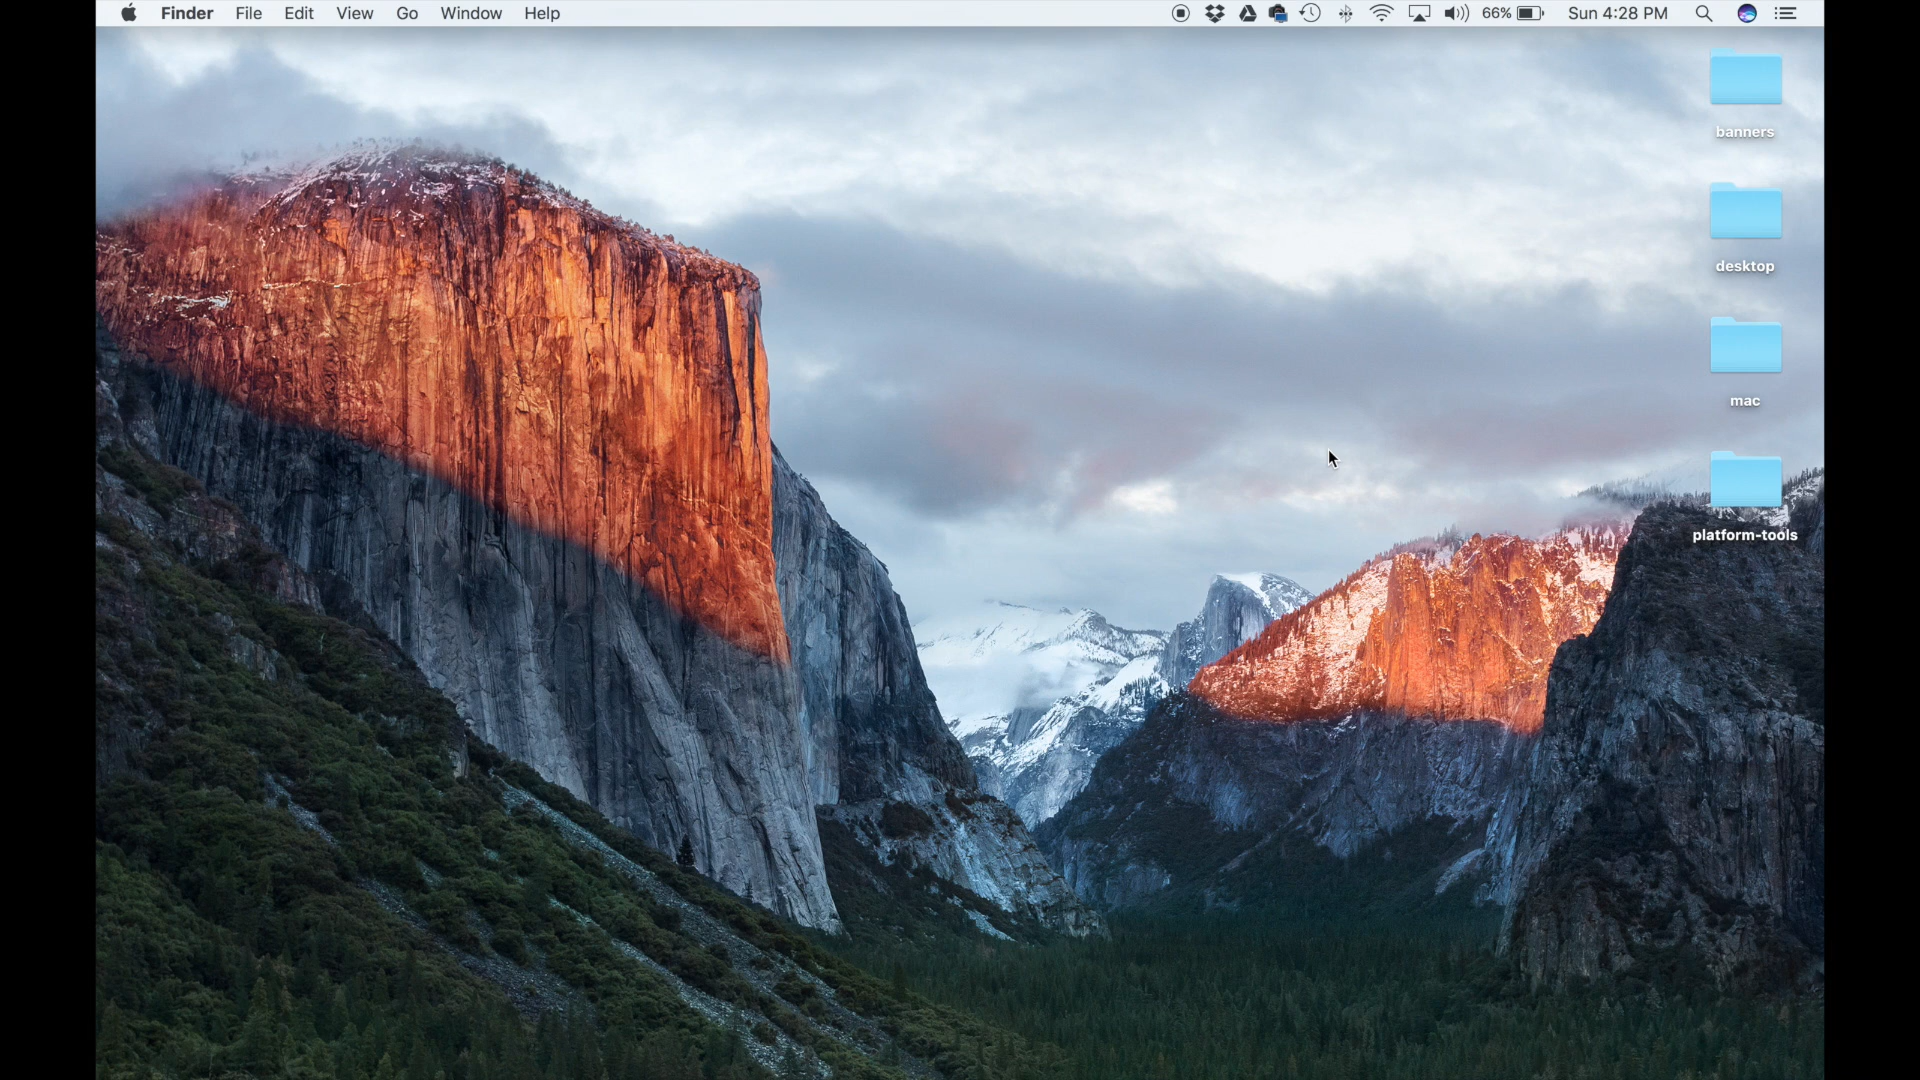 Finder File Edit View Go Window Help 66% Sun 4:28 PM
banners
desktop
mac
platform-tools